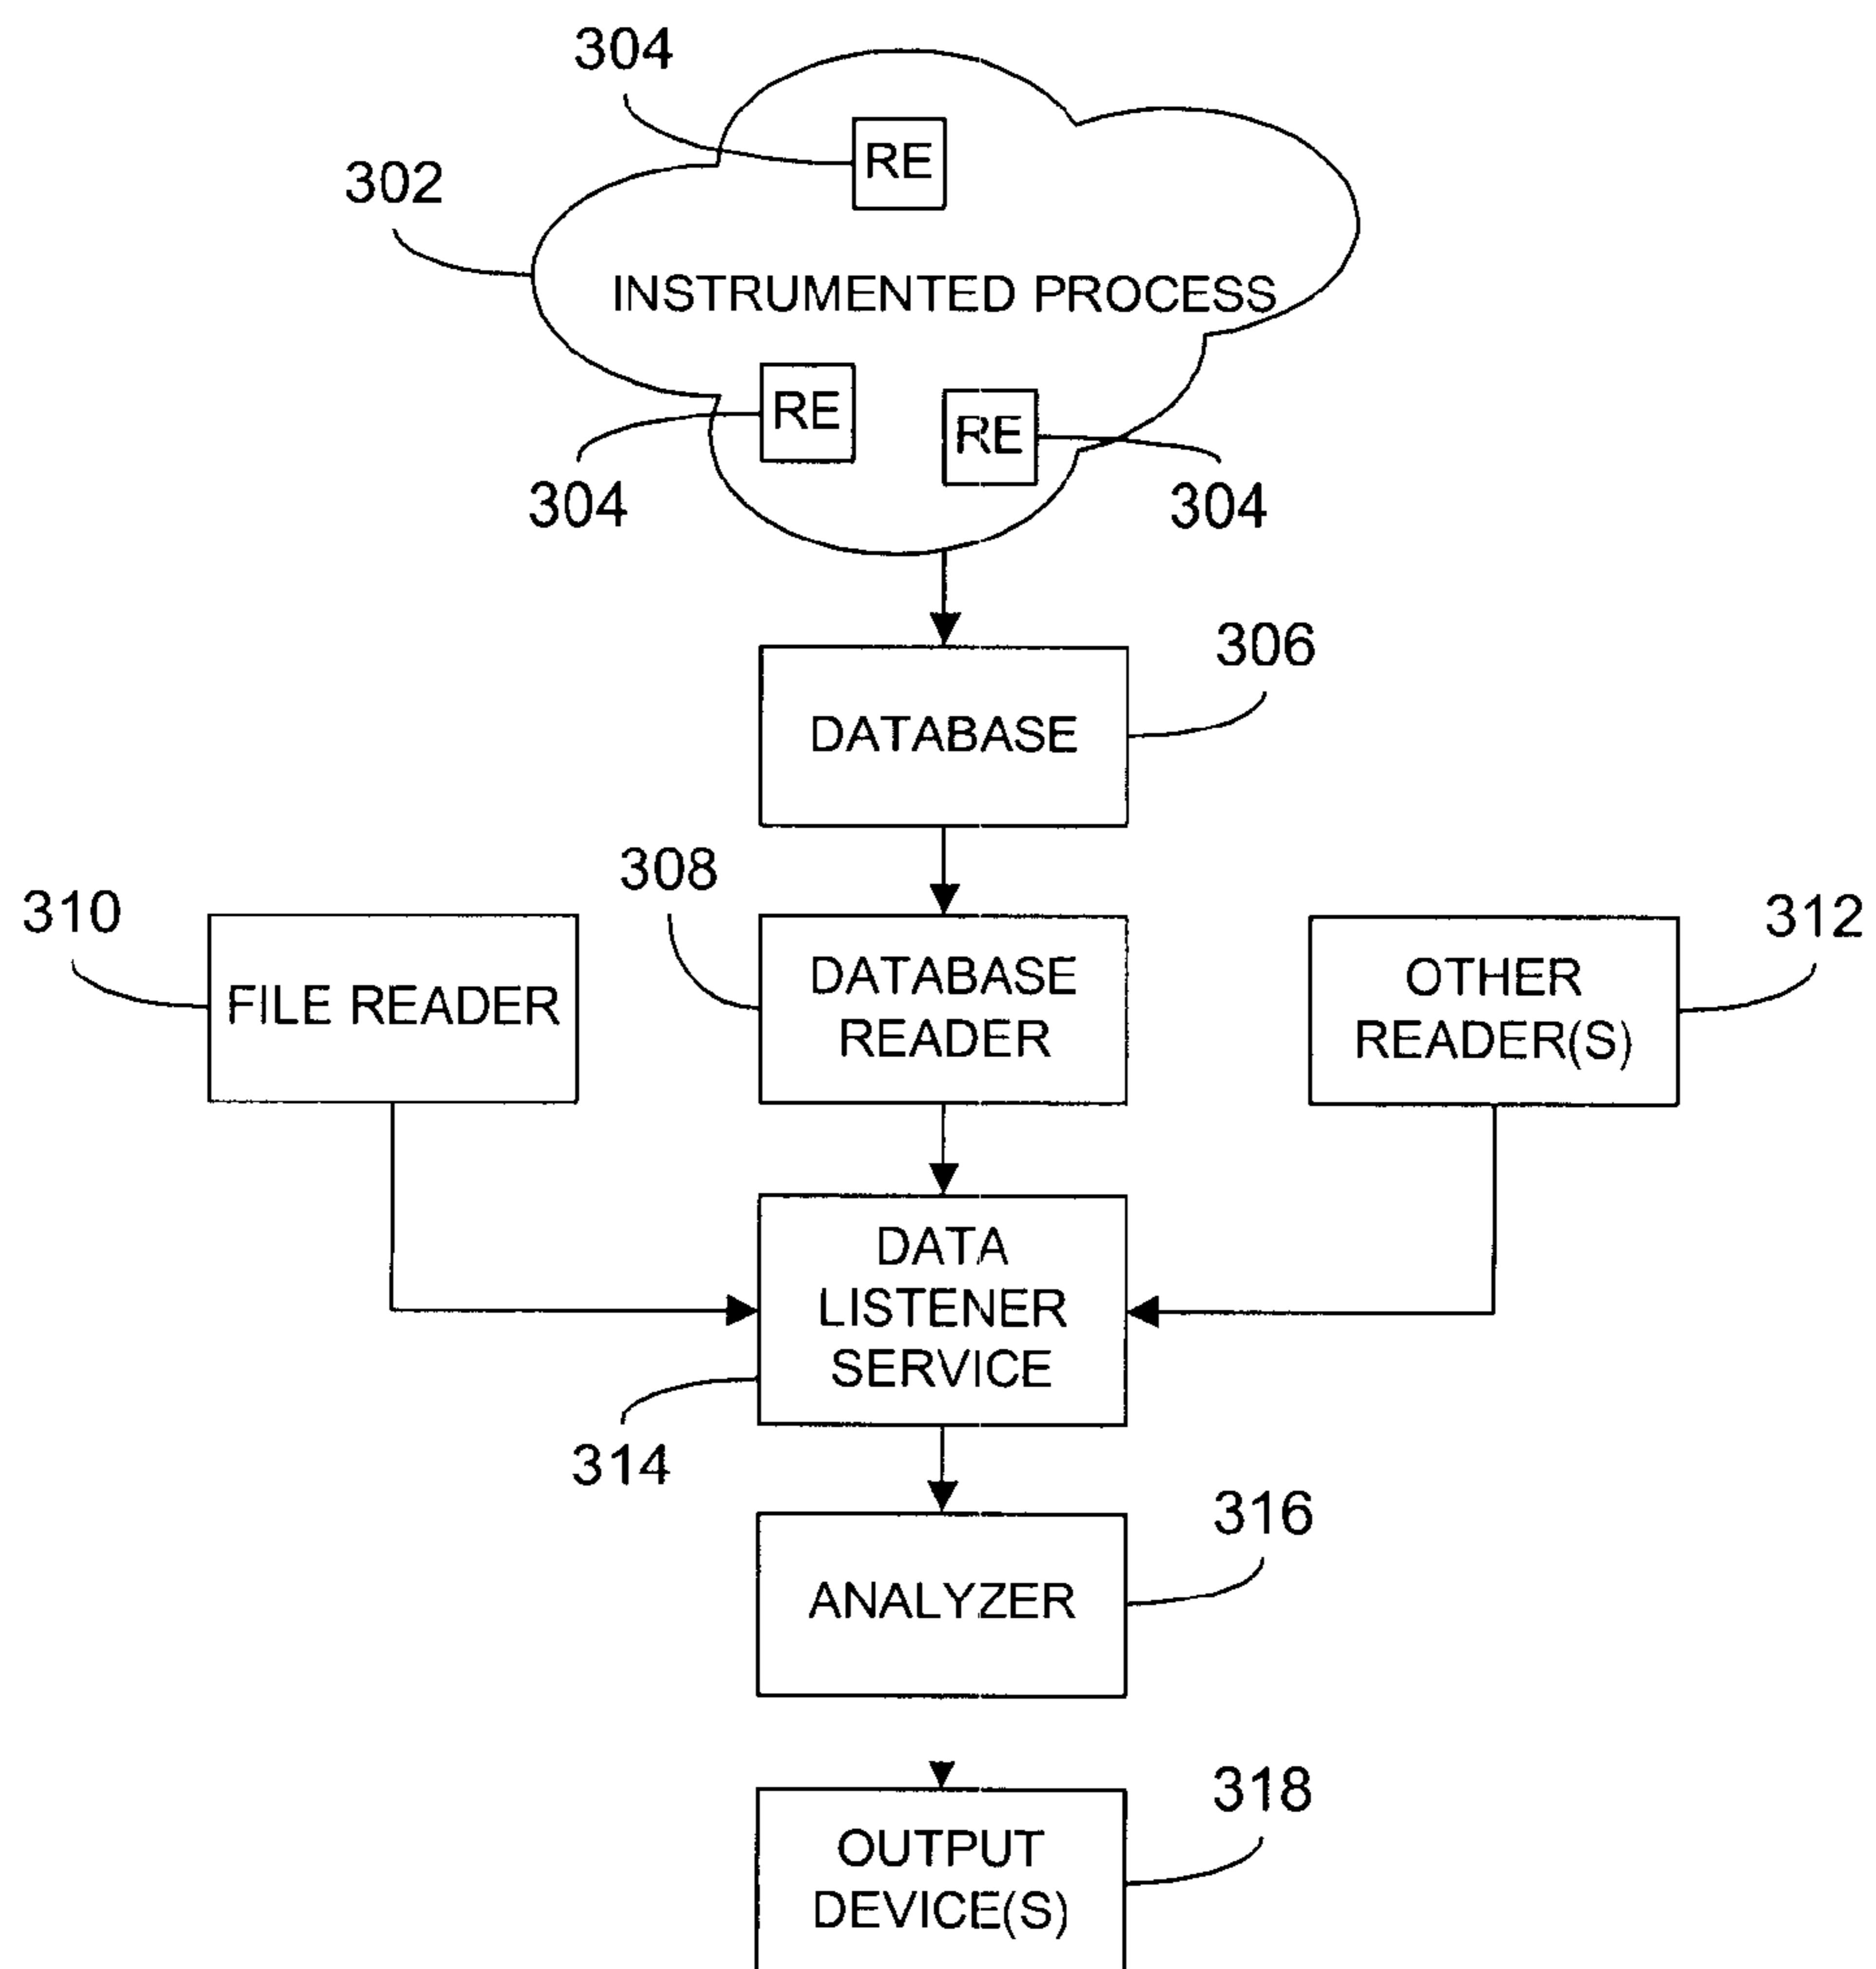 304
RE
302
INSTRUMENTED PROCESS
RE
RE
304
304
306
DATABASE
308
310
312
FILE READER
DATABASE
READER
OTHER
READER(S)
DATA
LISTENER
SERVICE
314
316
ANALYZER
318
OUTPUT
DEVICE(S)